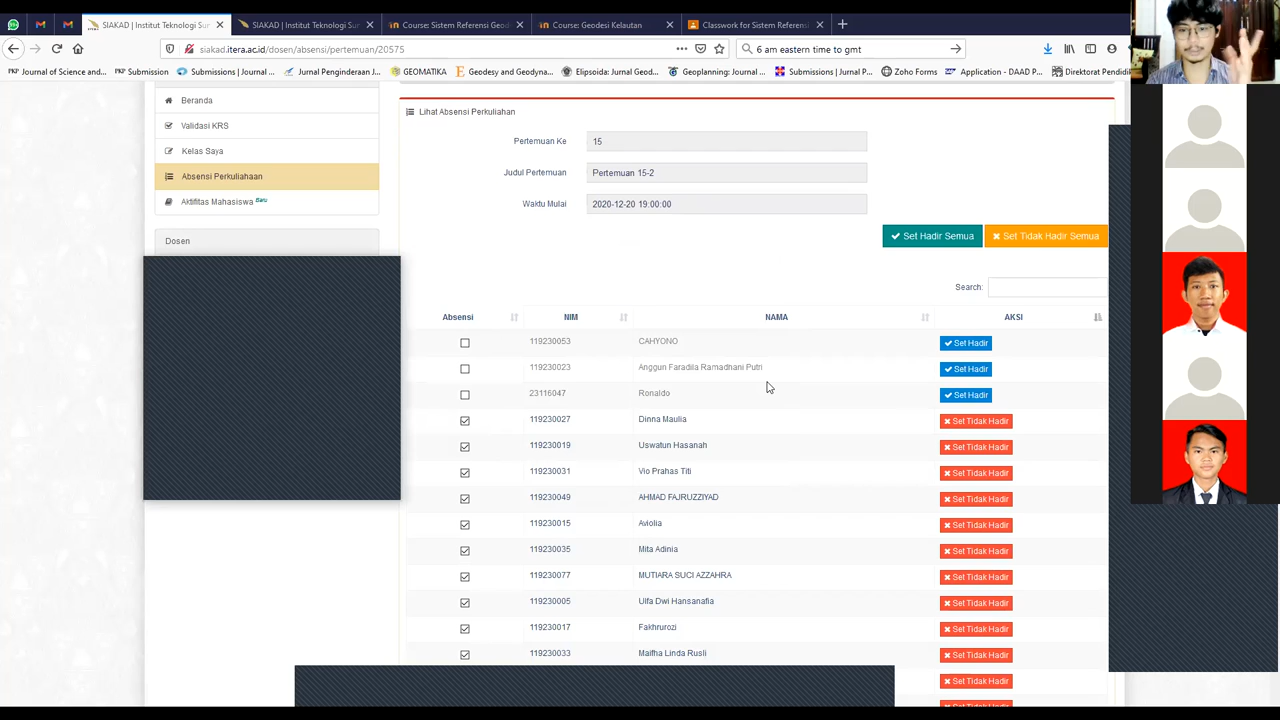 SIAKAD | Institut Teknologi Sur
SIAKAD | Institut Teknologi Sum
Course: Sistem Referensi Geode
Course: Geodesi Kelautan
Classwork for Sistem Referensi
siakad.itera.ac.id/dosen/absensi/pertemuan/20575
6 am eastern time to gmt
Journal of Science and...
Submission
Submissions | Journal ...
Jurnal Penginderaan J...
GEOMATIKA
Geodesy and Geodyna...
Elipsoida: Jurnal Geod...
Geoplanning: Journal ...
Submissions | Jurnal P...
Zoho Forms
Application - DAAD P...
Direktorat Pendidik
Beranda
Validasi KRS
Kelas Saya
Absensi Perkuliahaan
Aktifitas Mahasiswa Baru
Dosen
Lihat Absensi Perkuliahan
Pertemuan Ke 15
Judul Pertemuan Pertemuan 15-2
Waktu Mulai 2020-12-20 19:00:00
Set Hadir Semua Set Tidak Hadir Semua
Search:
Absensi NIM NAMA AKSI
119230053 CAHYONO Set Hadir
119230023 Anggun Faradila Ramadhani Putri Set Hadir
23116047 Ronaldo Set Hadir
119230027 Dinna Maulia Set Tidak Hadir
119230019 Uswatun Hasanah Set Tidak Hadir
119230031 Vio Prahas Titi Set Tidak Hadir
119230049 AHMAD FAJRUZZIYAD Set Tidak Hadir
119230015 Aviolia Set Tidak Hadir
119230035 Mita Adinia Set Tidak Hadir
119230077 MUTIARA SUCI AZZAHRA Set Tidak Hadir
119230005 Ulfa Dwi Hansanafia Set Tidak Hadir
119230017 Fakhrurozi Set Tidak Hadir
119230033 Maifha Linda Rusli Set Tidak Hadir
Set Tidak Hadir